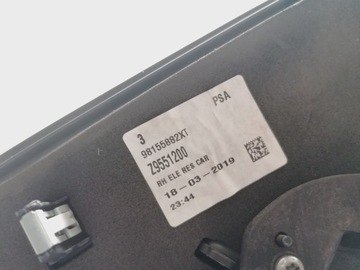 3
PSA
98155882XT
Z9551200
RH ELE RES CAR
18-03-2019
23:44